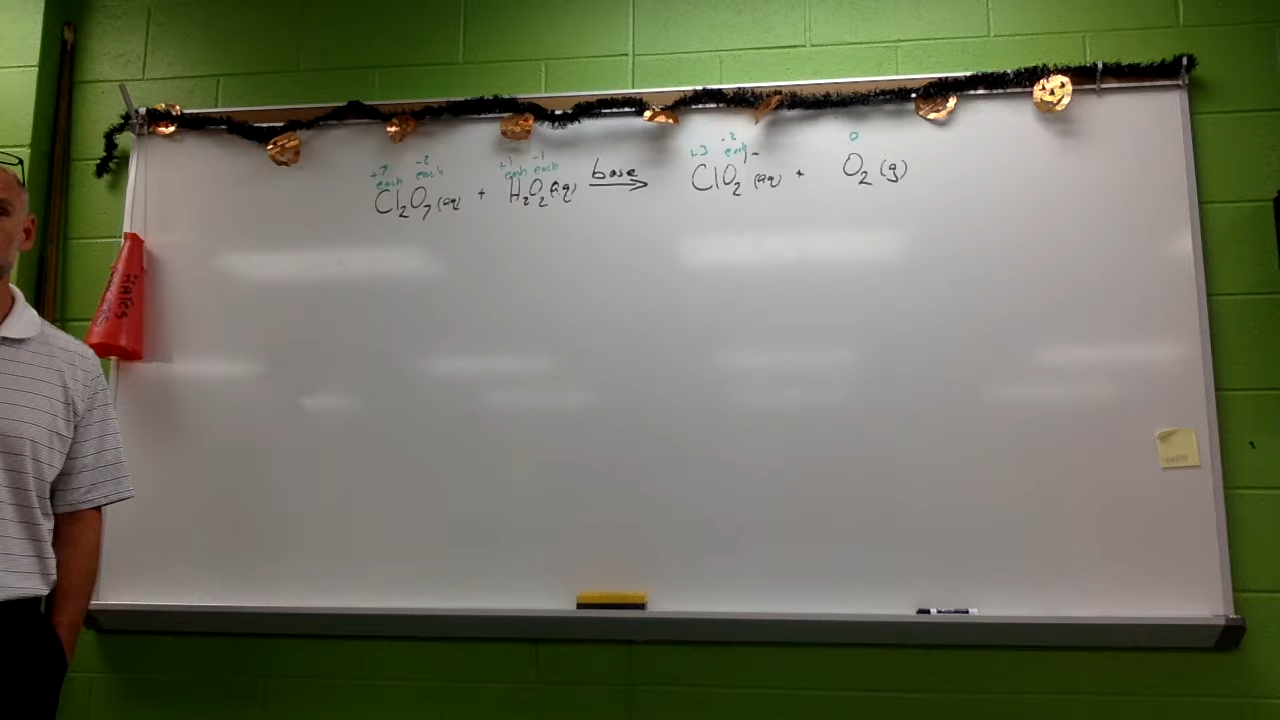 +7 each -2 each +1 each -1 each +3 -2 each 0
Cl₂O₇ (aq) + H₂O₂ (aq) base → ClO₂⁻ (aq) + O₂ (g)
HATES